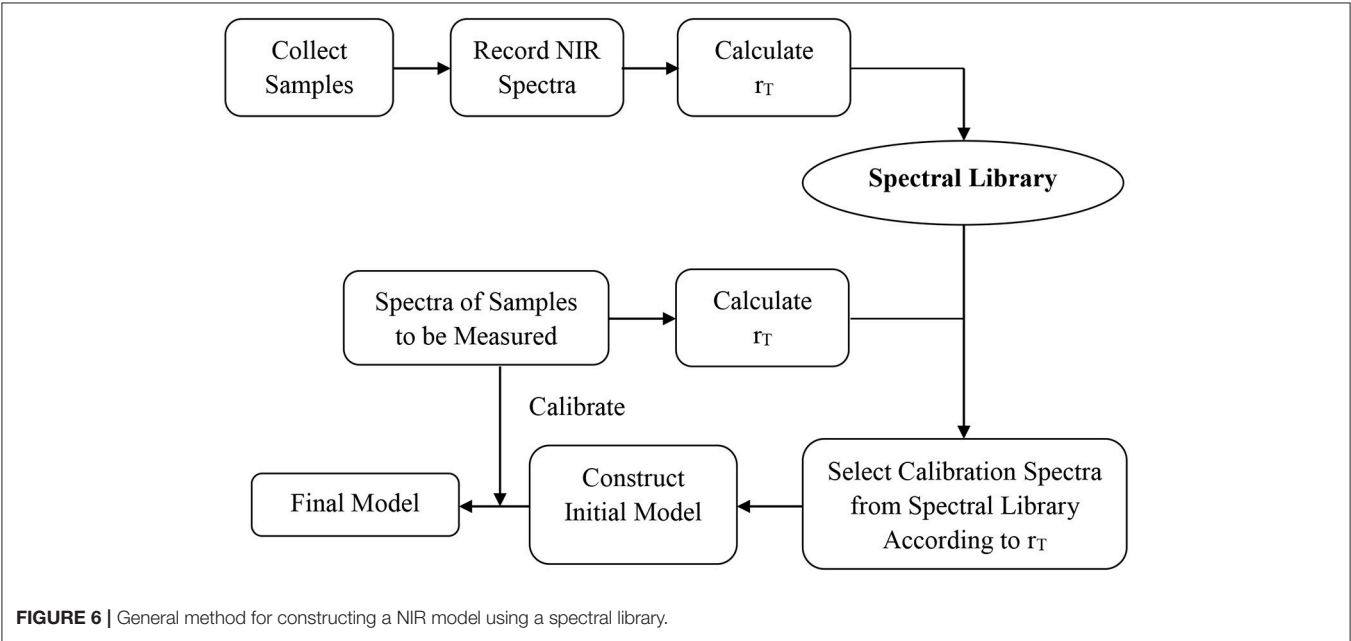 Collect
Samples
Record NIR
Spectra
Calculate
rT
Spectral Library
Spectra of Samples
to be Measured
Calculate
rT
Calibrate
Select Calibration Spectra
from Spectral Library
According to rT
Construct
Initial Model
Final Model
FIGURE 6 | General method for constructing a NIR model using a spectral library.